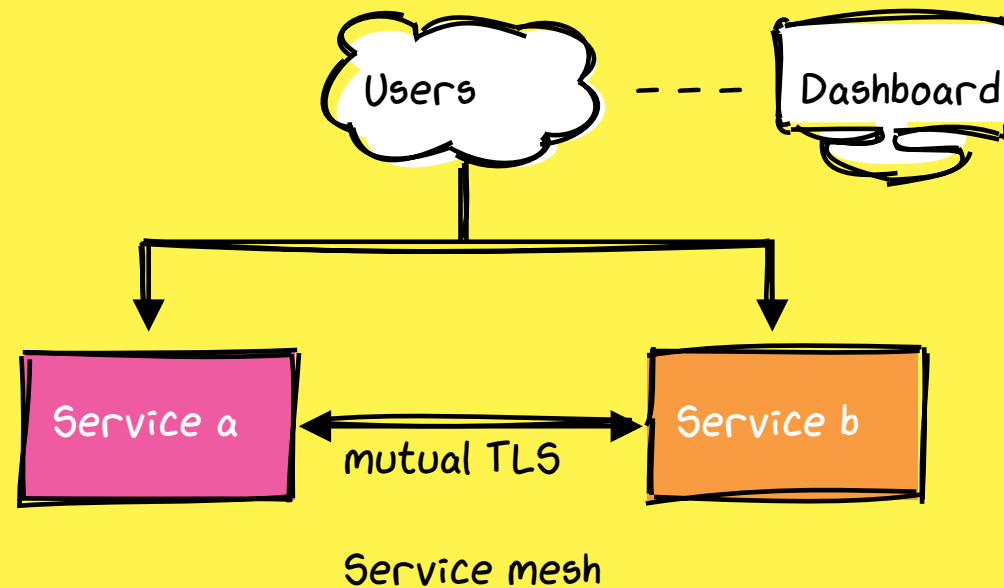 Users
Dashboard
Service a
Service b
mutual TLS
Service mesh